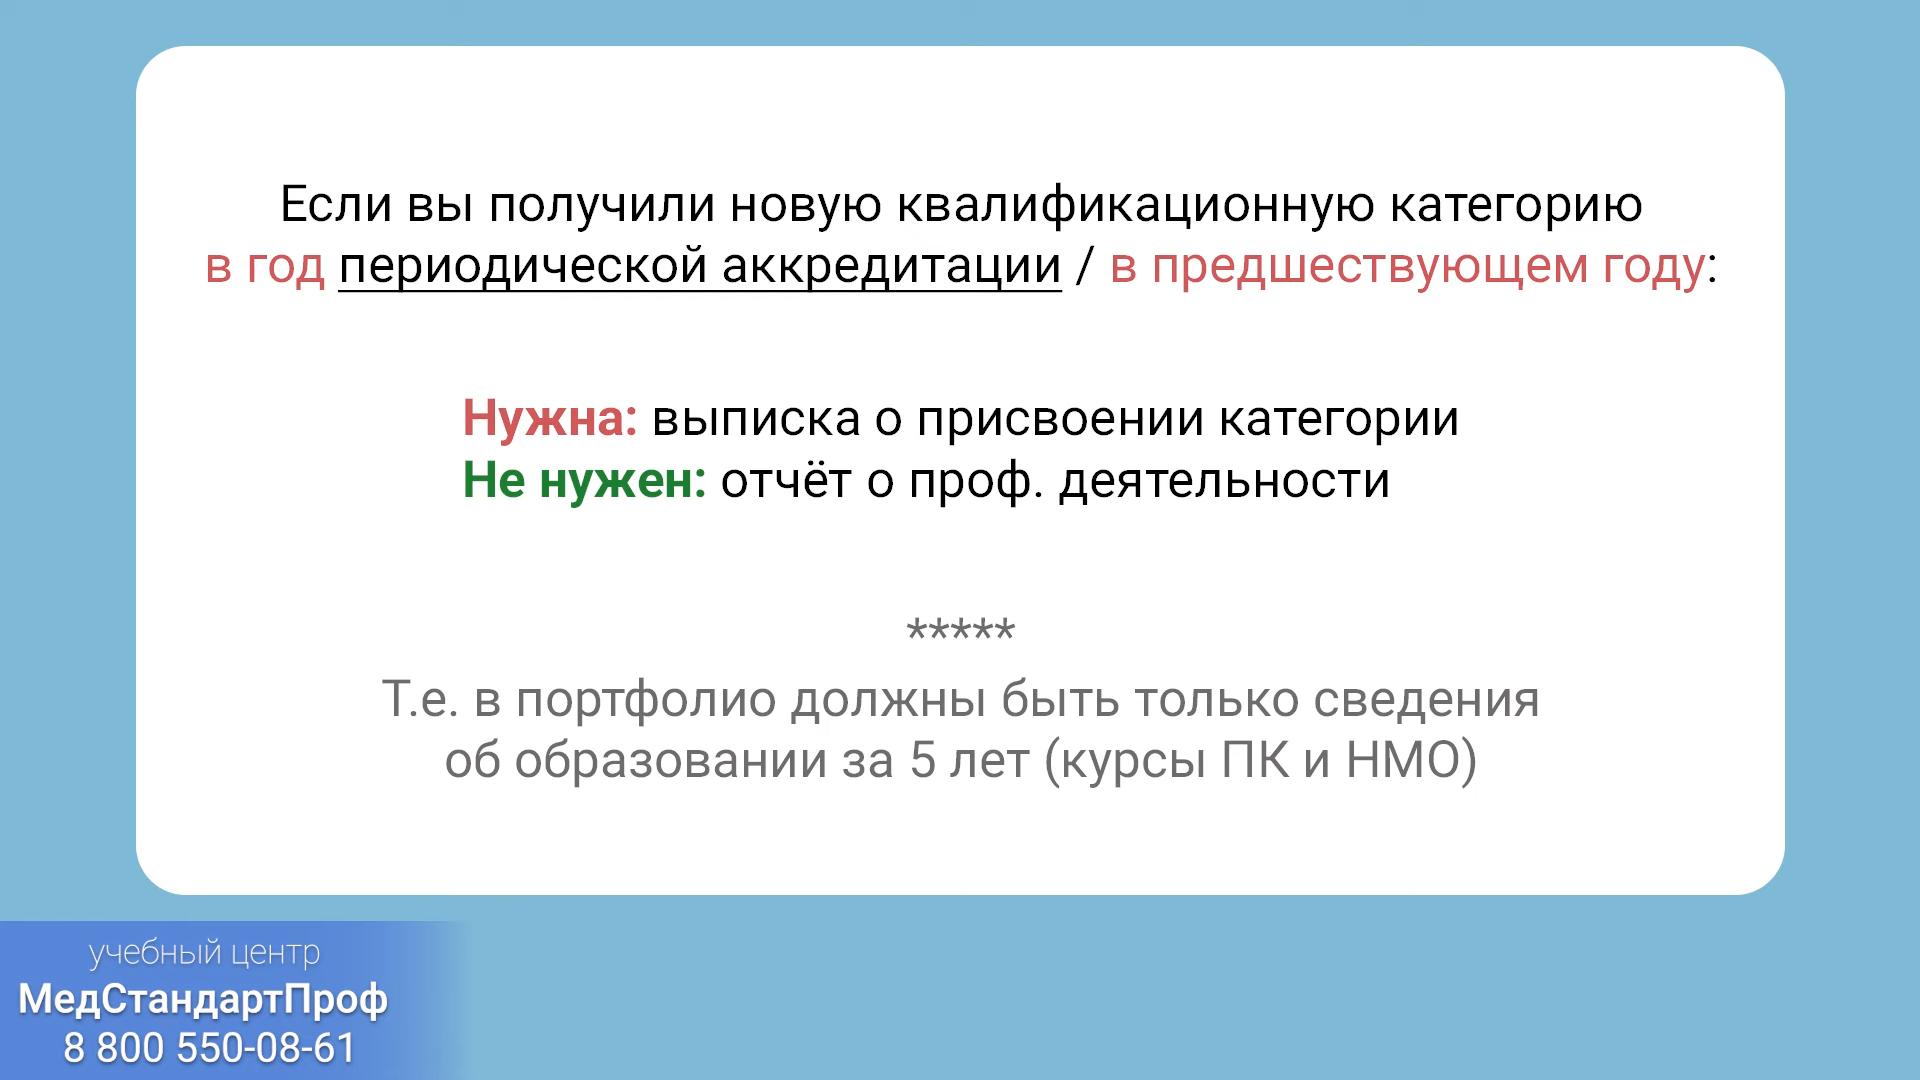 Если вы получили новую квалификационную категорию
в год периодической аккредитации / в предшествующем году:
Нужна: выписка о присвоении категории
Не нужен: отчёт о проф. деятельности
*****
Т.е. в портфолио должны быть только сведения
об образовании за 5 лет (курсы ПК и НМО)
учебный центр
МедСтандартПроф
8 800 550-08-61